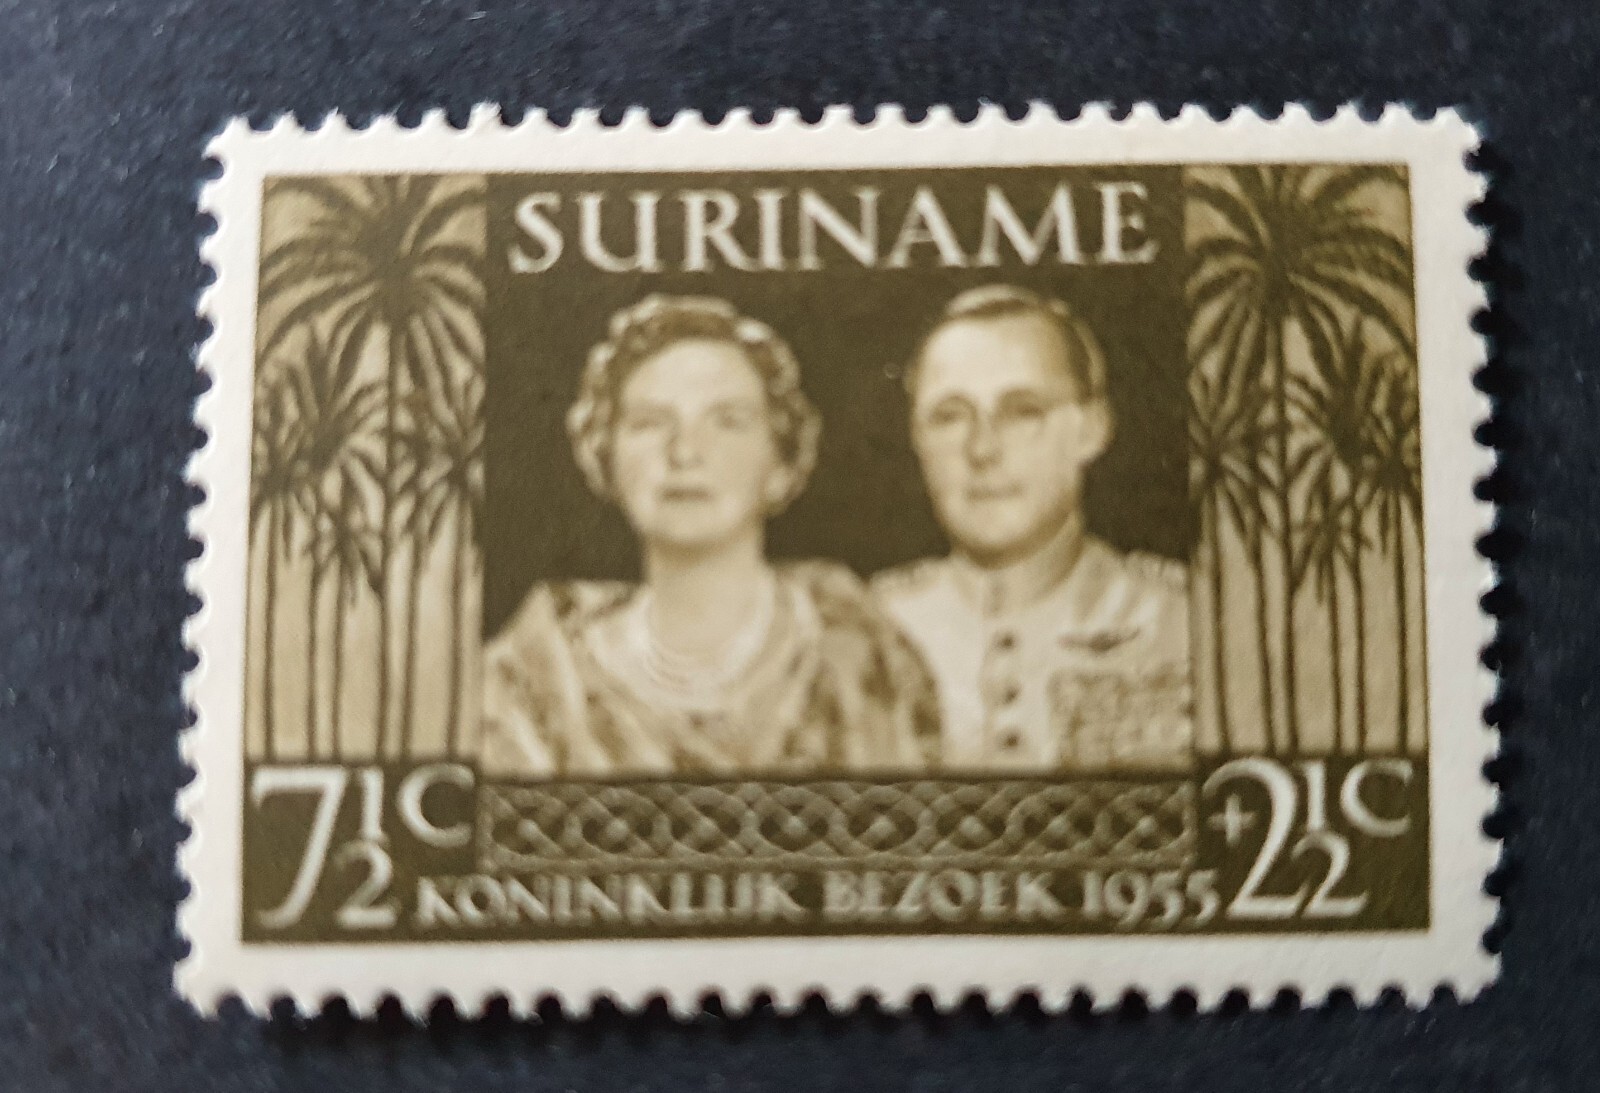 SURINAME
7½C
+2½C
KONINKLIJK BEZOEK 1955